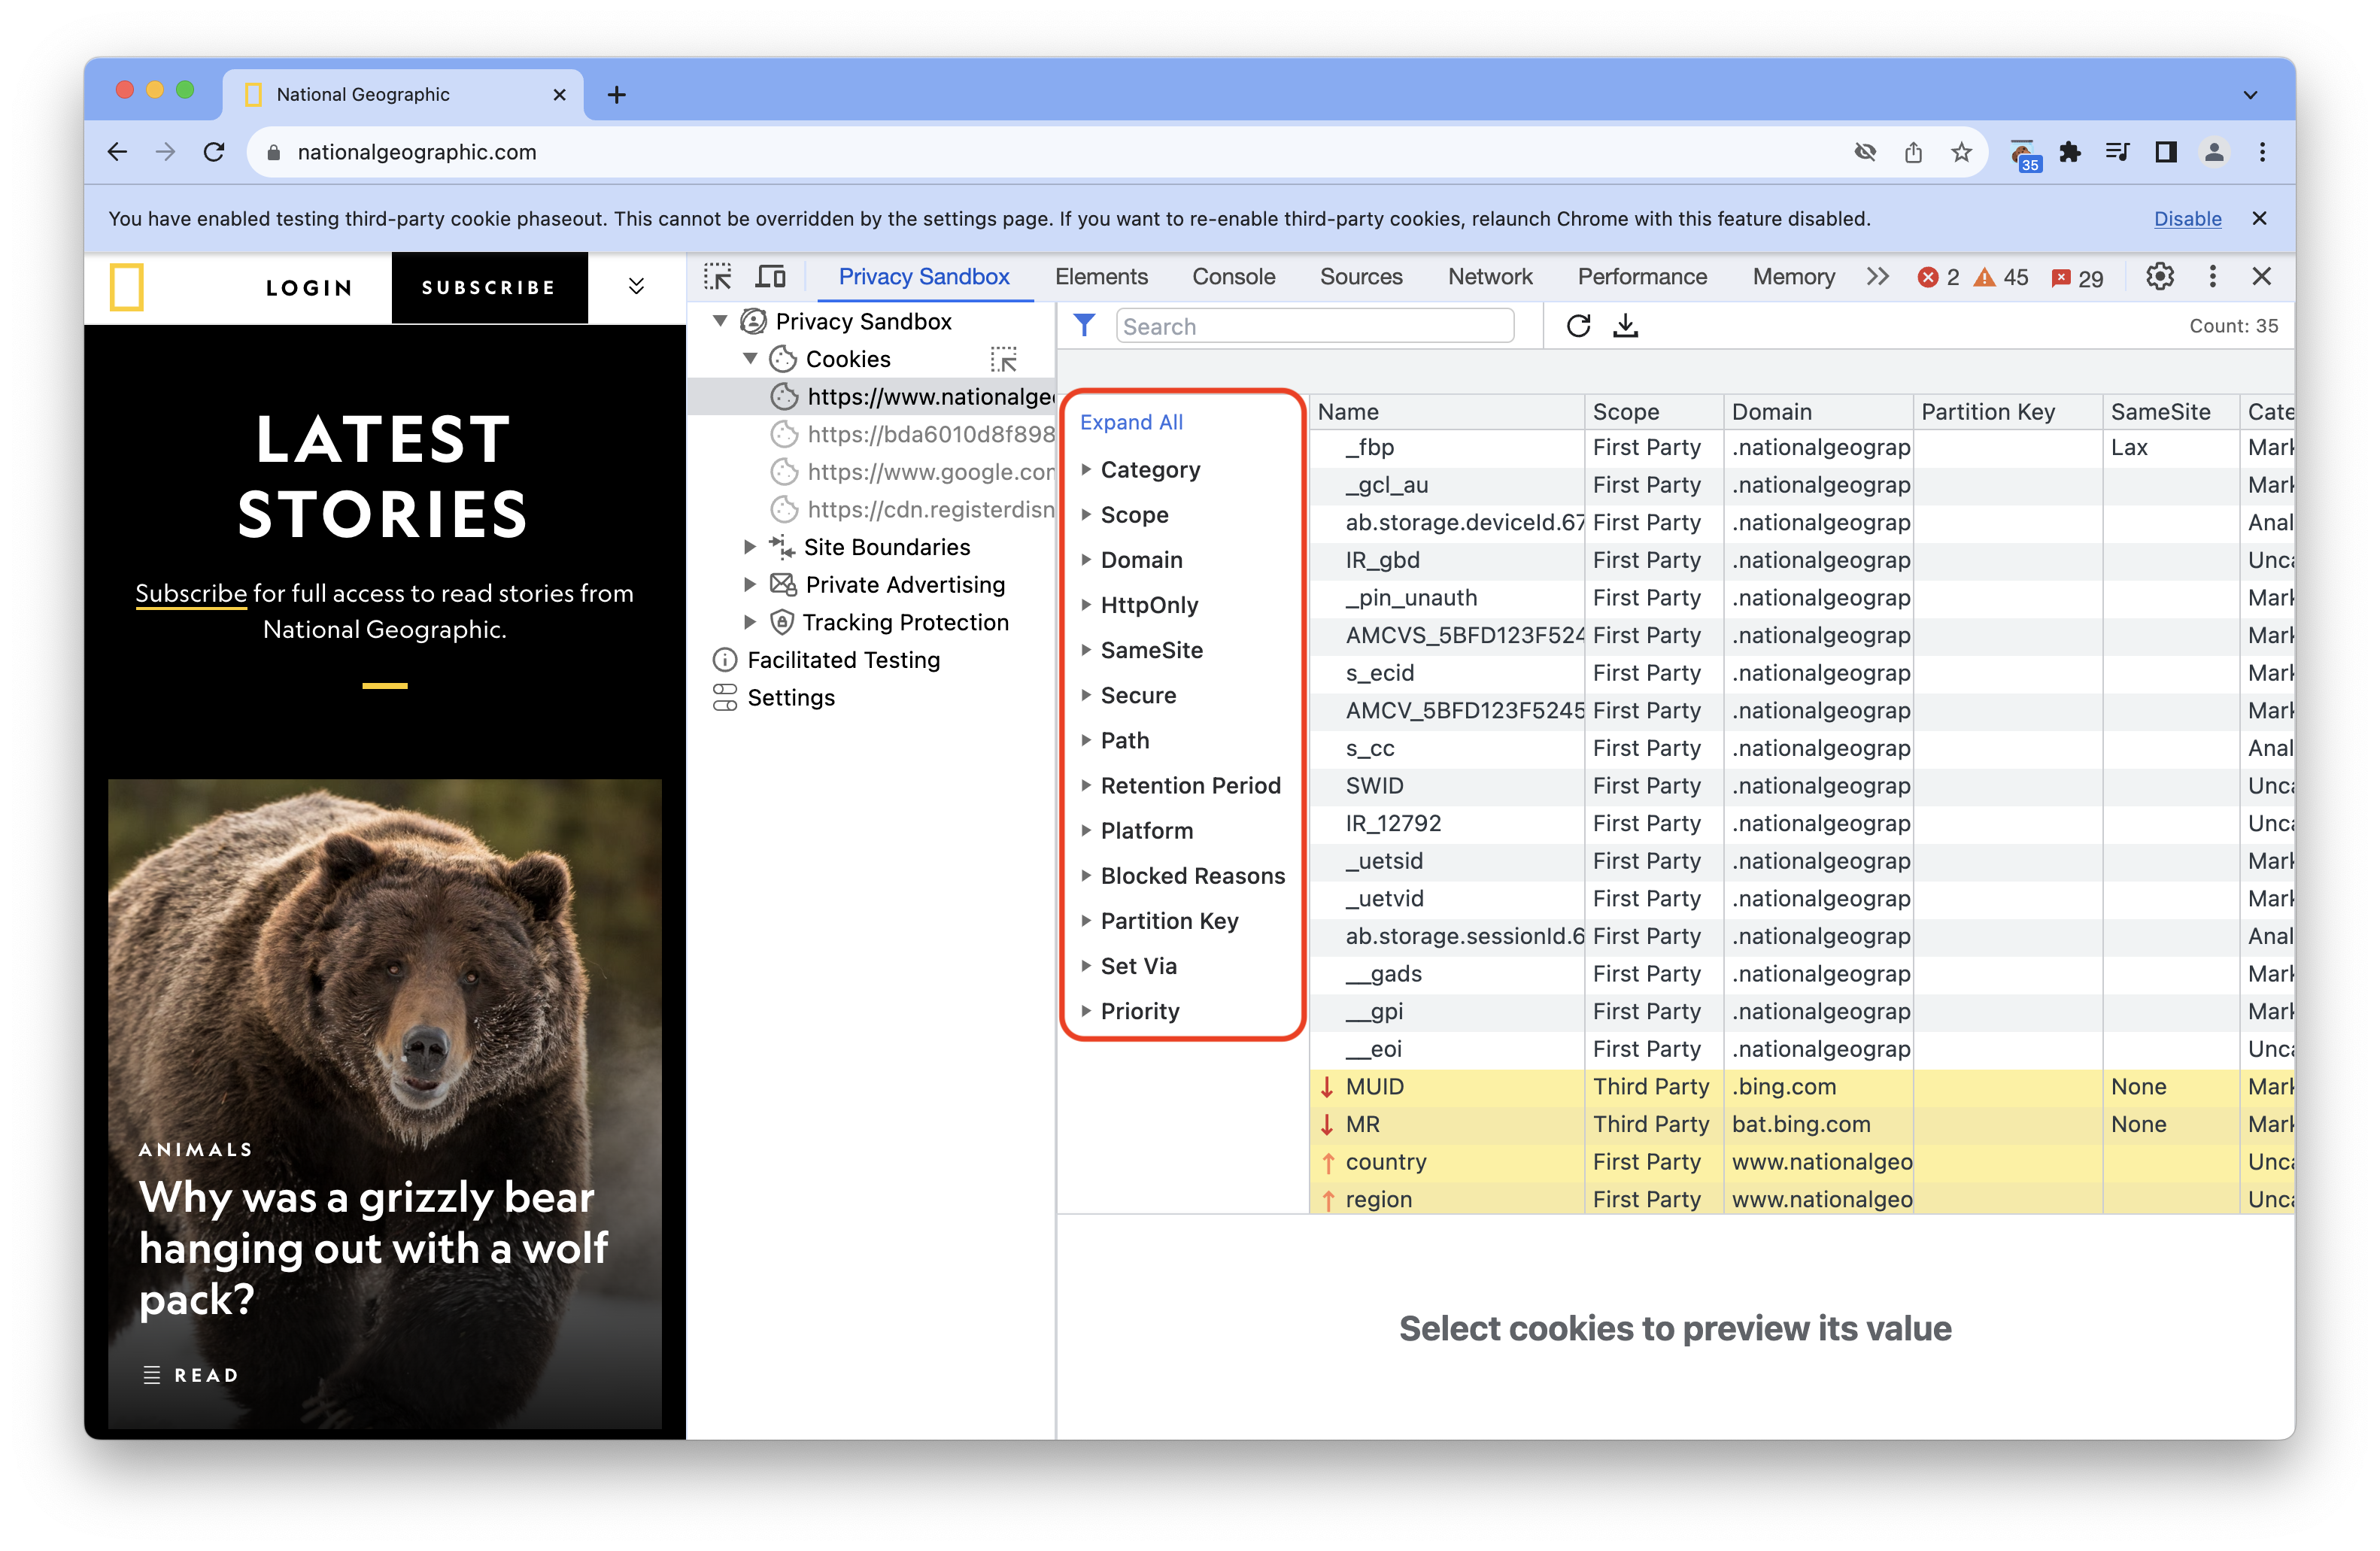 National Geographic
nationalgeographic.com
35
You have enabled testing third-party cookie phaseout. This cannot be overridden by the settings page. If you want to re-enable third-party cookies, relaunch Chrome with this feature disabled.
Disable
LOGIN
SUBSCRIBE
LATEST
STORIES
Subscribe for full access to read stories from
National Geographic.
ANIMALS
Why was a grizzly bear
hanging out with a wolf
pack?
READ
Privacy Sandbox Elements Console Sources Network Performance Memory 2 45 29
Privacy Sandbox
Cookies
https://www.nationalge
https://bda6010d8f898
https://www.google.con
https://cdn.registerdisn
Site Boundaries
Private Advertising
Tracking Protection
Facilitated Testing
Settings
Search
Count: 35
Expand All
Category
Scope
Domain
HttpOnly
SameSite
Secure
Path
Retention Period
Platform
Blocked Reasons
Partition Key
Set Via
Priority
Name Scope Domain Partition Key SameSite Cate
_fbp First Party .nationalgeograp Lax Mark
_gcl_au First Party .nationalgeograp Mark
ab.storage.deviceId.67 First Party .nationalgeograp Anal
IR_gbd First Party .nationalgeograp Unca
_pin_unauth First Party .nationalgeograp Mark
AMCVS_5BFD123F524 First Party .nationalgeograp Mark
s_ecid First Party .nationalgeograp Mark
AMCV_5BFD123F5245 First Party .nationalgeograp Mark
s_cc First Party .nationalgeograp Anal
SWID First Party .nationalgeograp Unca
IR_12792 First Party .nationalgeograp Unca
_uetsid First Party .nationalgeograp Mark
_uetvid First Party .nationalgeograp Mark
ab.storage.sessionId.6 First Party .nationalgeograp Anal
__gads First Party .nationalgeograp Mark
__gpi First Party .nationalgeograp Mark
__eoi First Party .nationalgeograp Unca
↓ MUID Third Party .bing.com None Mark
↓ MR Third Party bat.bing.com None Mark
↑ country First Party www.nationalgeo Unca
↑ region First Party www.nationalgeo Unca
Select cookies to preview its value